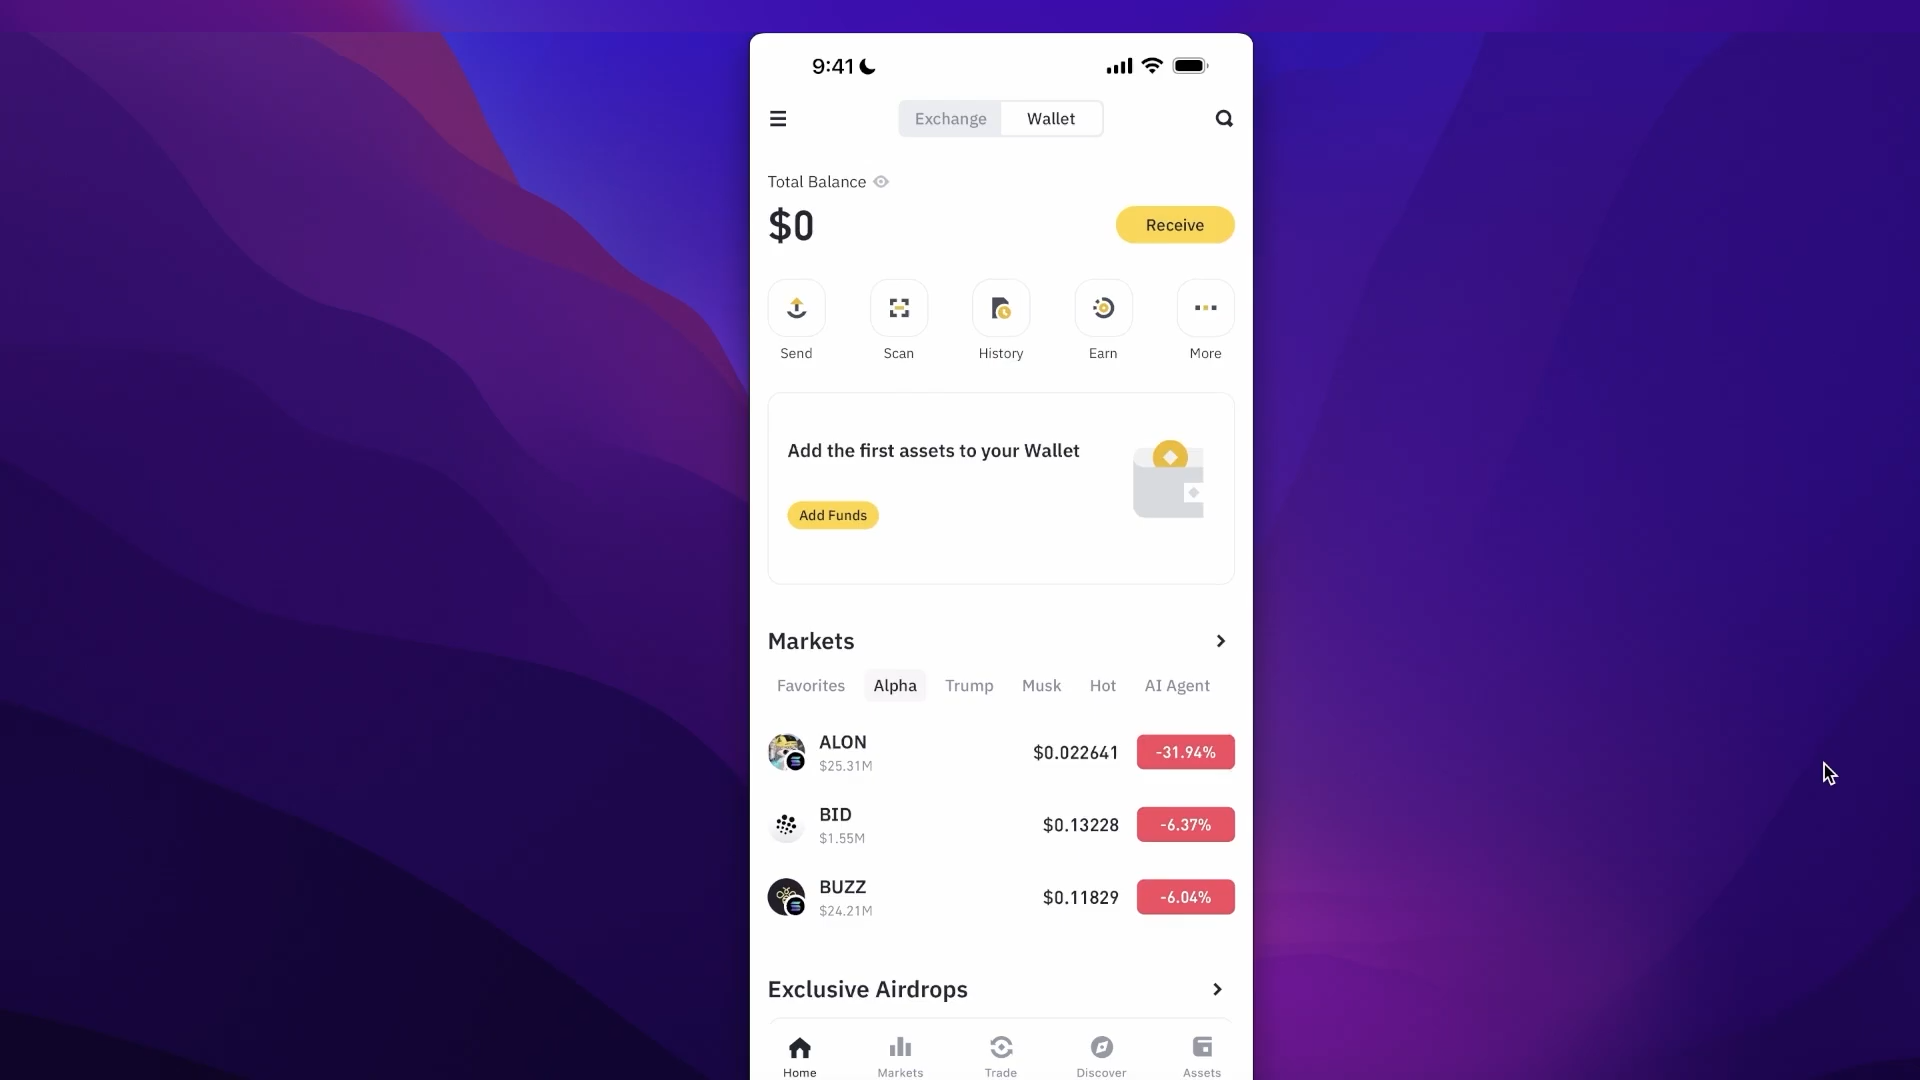 9:41
Exchange Wallet
Total Balance
$0
Receive
Send Scan History Earn More
Add the first assets to your Wallet
Add Funds
Markets
Favorites Alpha Trump Musk Hot AI Agent
ALON
$0.022641 -31.94%
$25.31M
BID
$0.13228 -6.37%
$1.55M
BUZZ
$0.11829 -6.04%
$24.21M
Exclusive Airdrops
Home Markets Trade Discover Assets